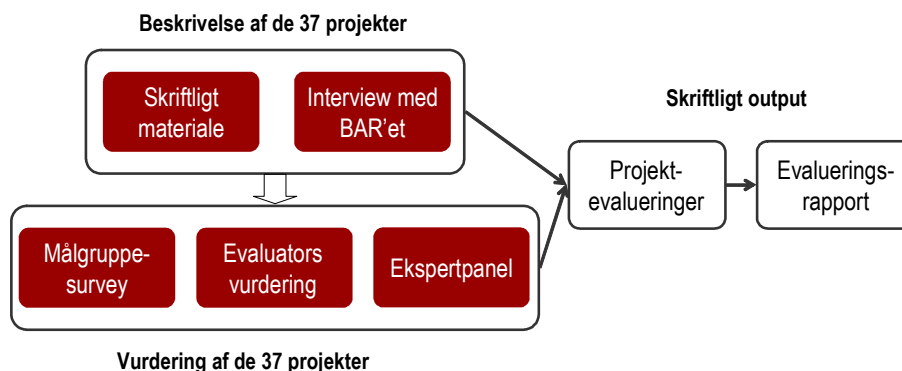 Beskrivelse af de 37 projekter
Skriftligt
materiale
Interview med
BAR'et
Skriftligt output
Projekt-
evalueringer
Evaluerings-
rapport
Målgruppe-
survey
Evaluators
vurdering
Ekspertpanel
Vurdering af de 37 projekter